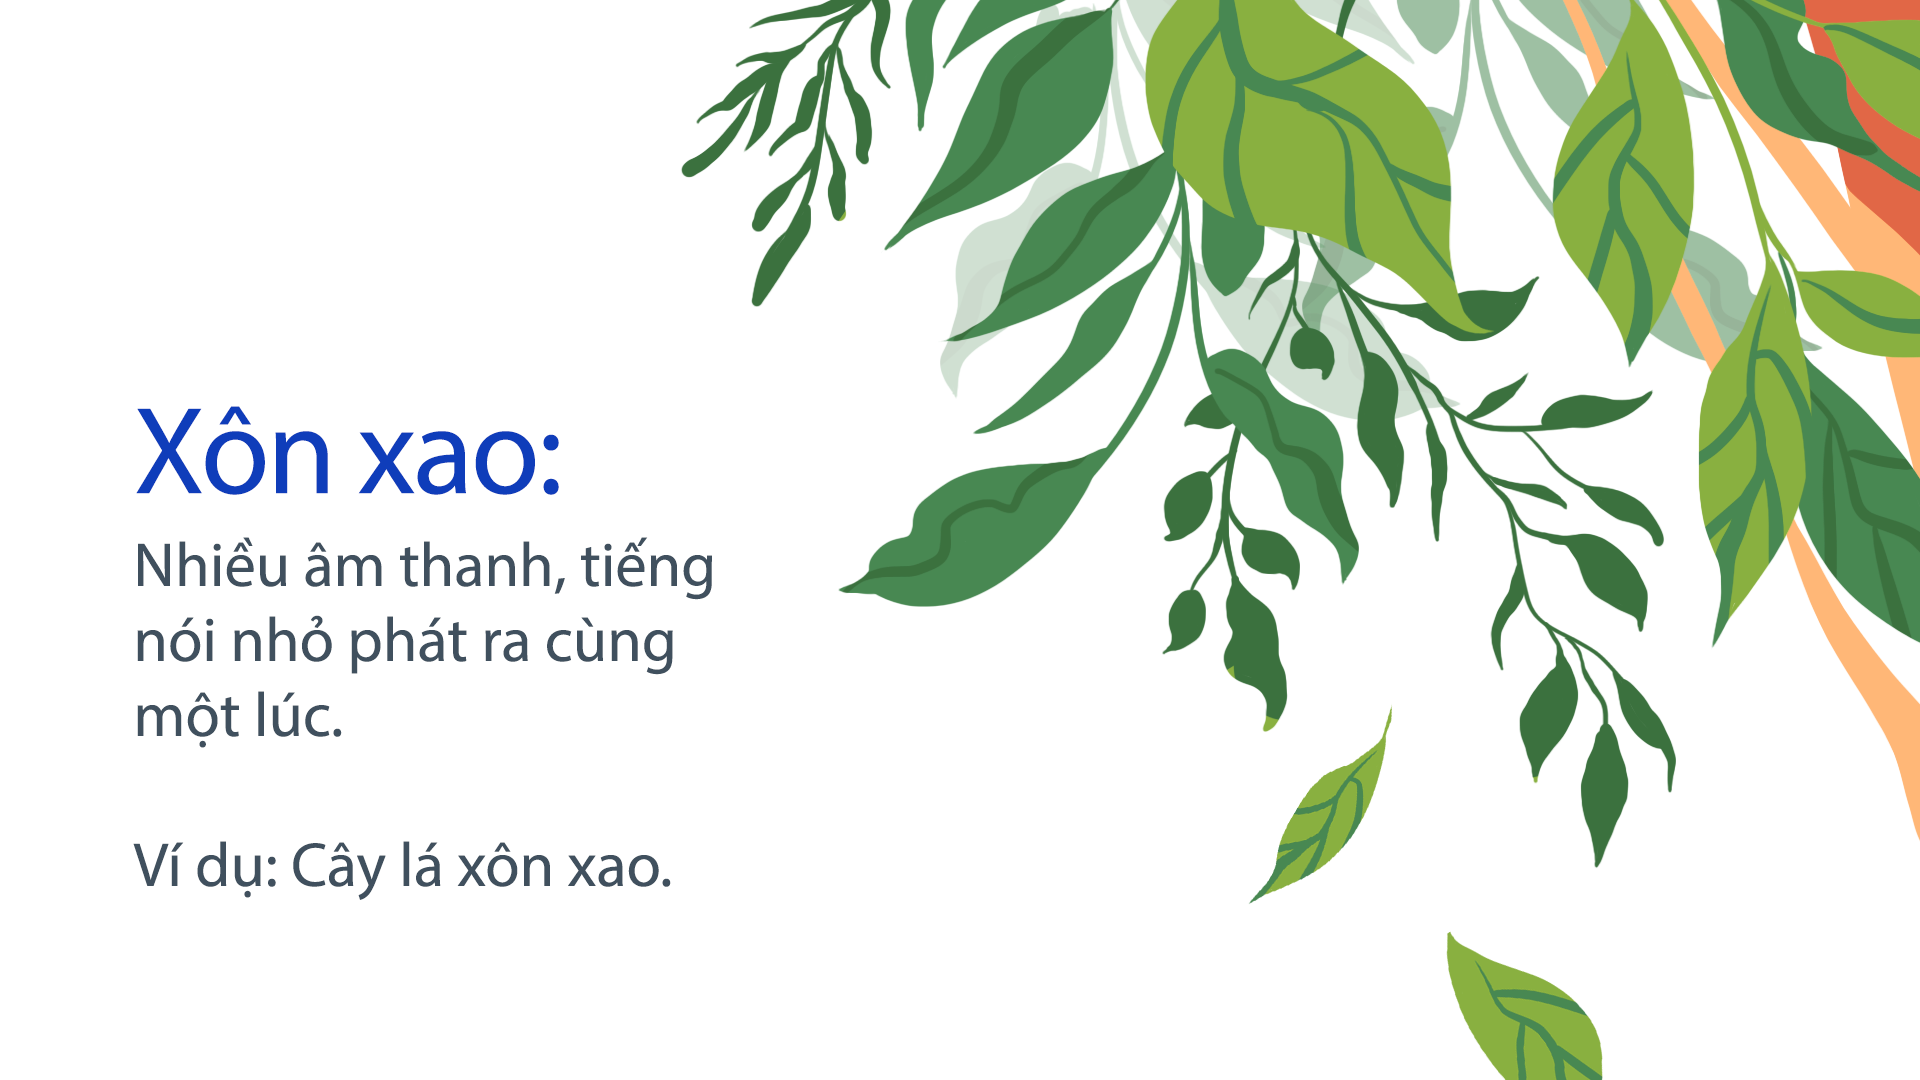 Xôn xao:
Nhiều âm thanh, tiếng
nói nhỏ phát ra cùng
một lúc.
Ví dụ: Cây lá xôn xao.